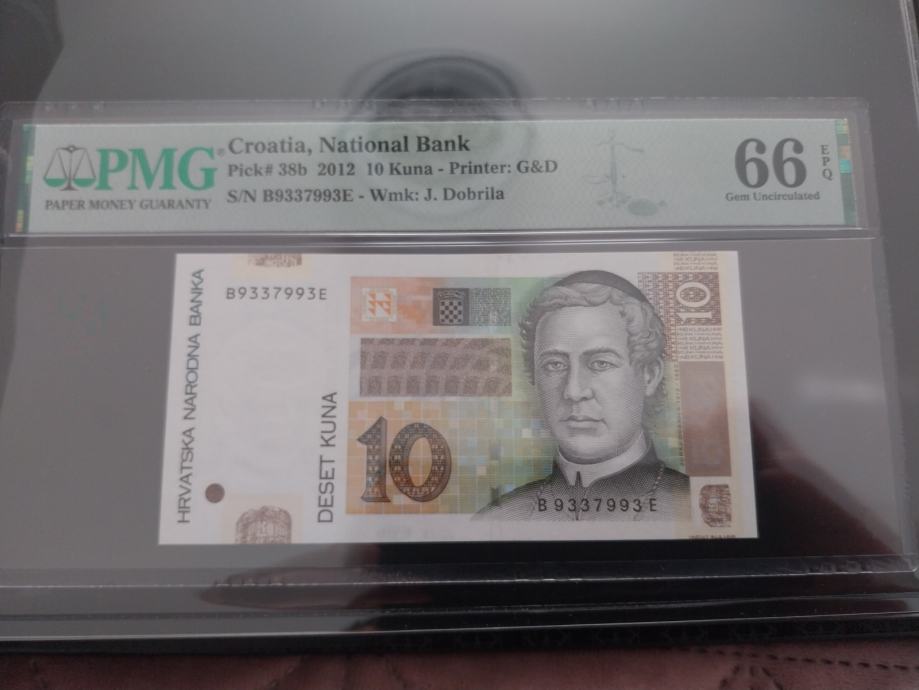 PMG
PAPER MONEY GUARANTY
Croatia, National Bank
Pick# 38b 2012 10 Kuna - Printer: G&D
S/N B9337993E - Wmk: J. Dobrila
66
EPQ
Gem Uncirculated
HRVATSKA NARODNA BANKA
B9337993E
DESET KUNA
10
10
B9337993E